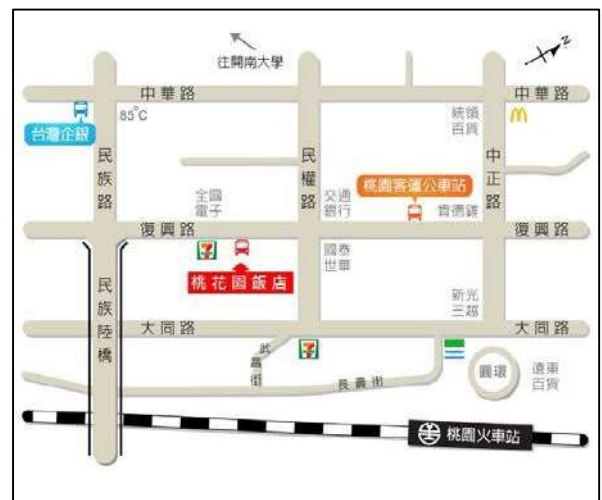 往開南大學
Z
中華路
中華路
台灣企銀
85°C
統領
百貨
民族路
民權路
中正路
全國
電子
交通
銀行
桃園客運公車站
肯德雞
復興路
復興路
7
桃花園飯店
國泰
世華
民族陸橋
新光
三越
大同路
大同路
武昌街
7
長壽街
圓環
遠東
百貨
桃園火車站